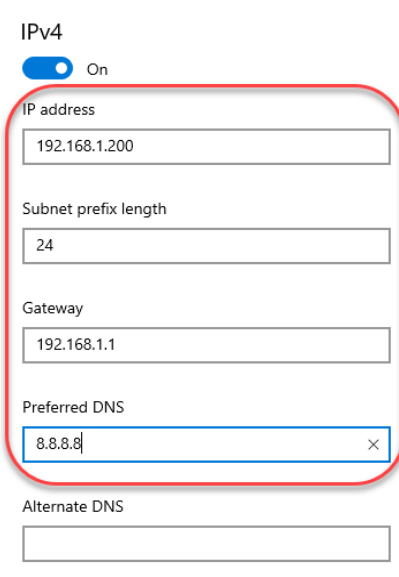 IPv4
On
IP address
192.168.1.200
Subnet prefix length
24
Gateway
192.168.1.1
Preferred DNS
8.8.8.8
Alternate DNS